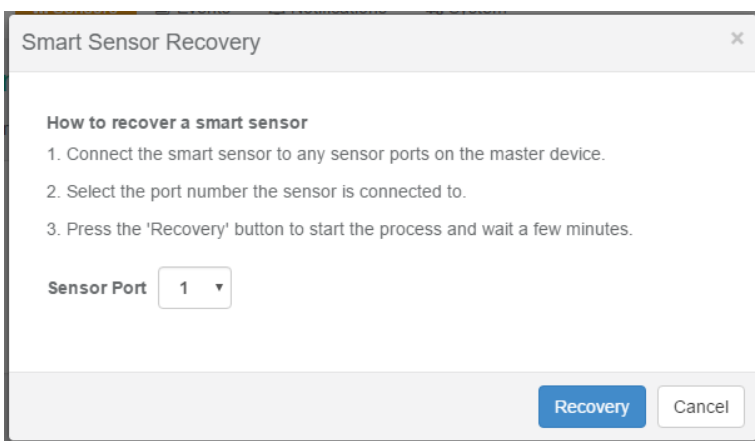 Smart Sensor Recovery
×
How to recover a smart sensor
1. Connect the smart sensor to any sensor ports on the master device.
2. Select the port number the sensor is connected to.
3. Press the 'Recovery' button to start the process and wait a few minutes.
Sensor Port 1
Recovery Cancel